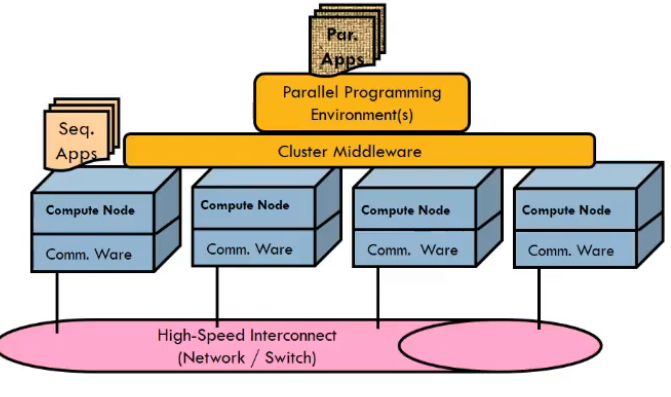 Par.
Apps
Parallel Programming
Environment(s)
Seq.
Apps
Cluster Middleware
Compute Node
Compute Node
Compute Node
Compute Node
Comm. Ware
Comm. Ware
Comm. Ware
Comm. Ware
High-Speed Interconnect
(Network / Switch)